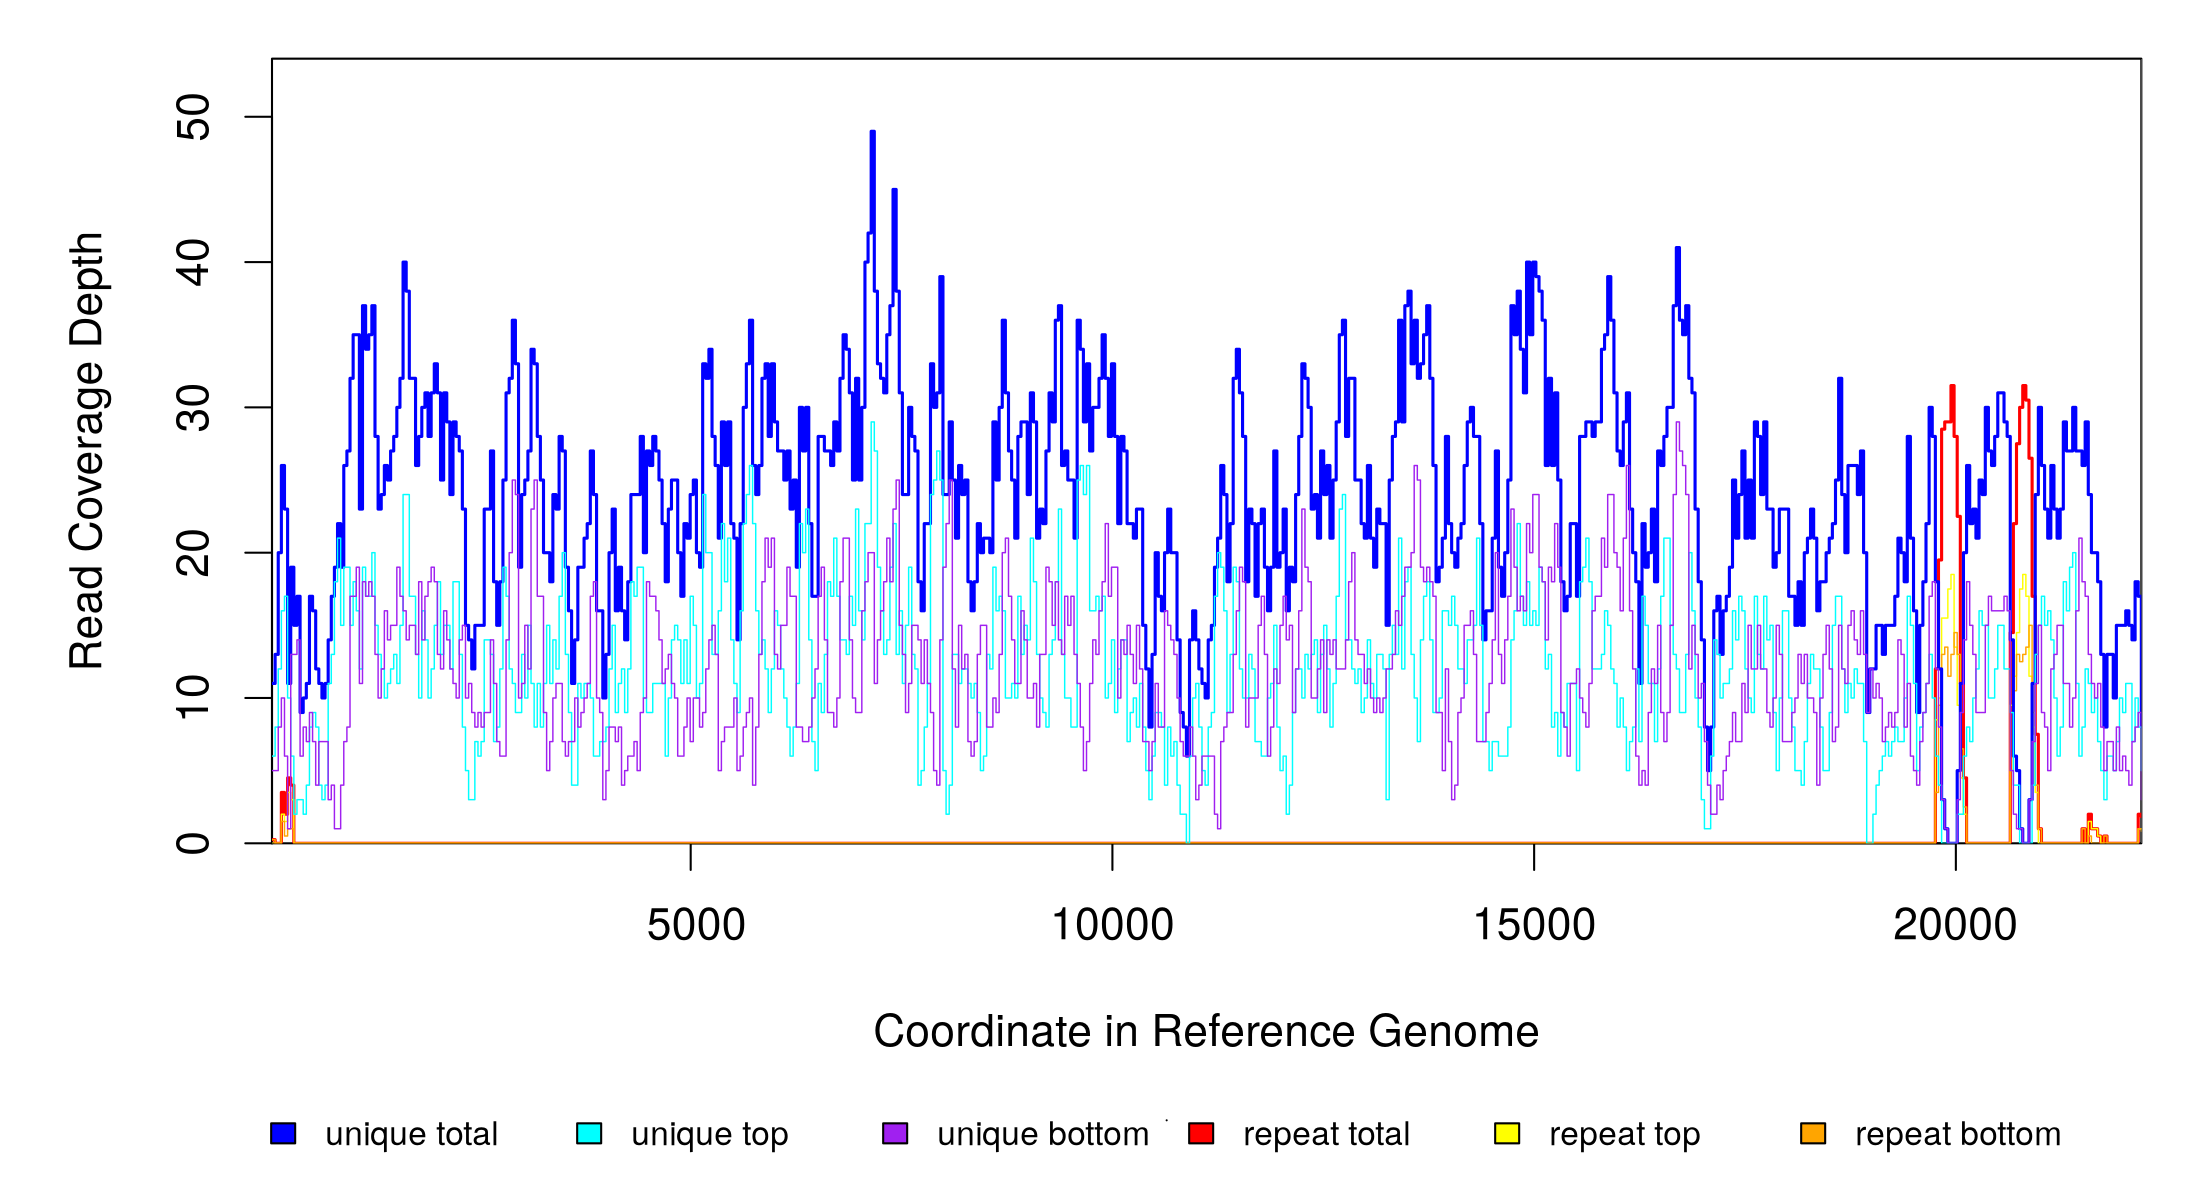 Read Coverage Depth
50
40
30
20
10
0
5000 10000 15000 20000
Coordinate in Reference Genome
unique total unique top unique bottom repeat total repeat top repeat bottom